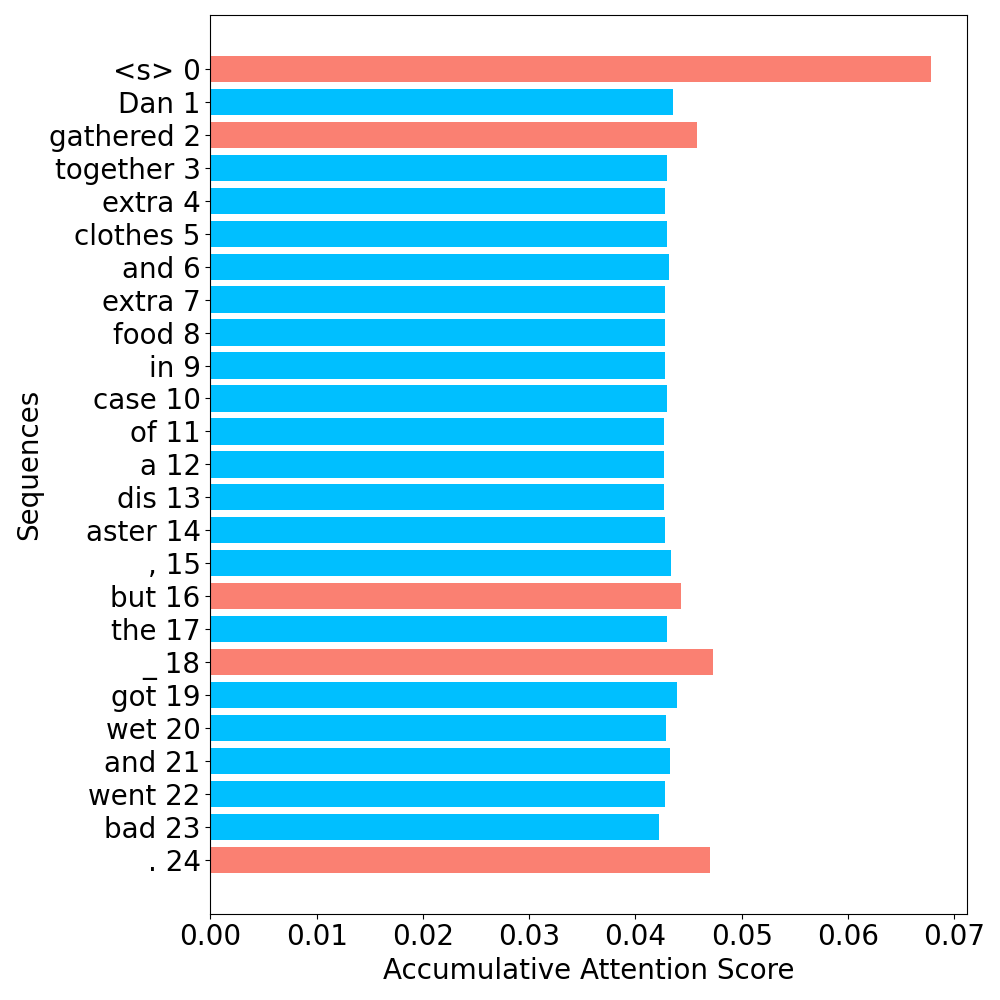 <s> 0
Dan 1
gathered 2
together 3
extra 4
clothes 5
and 6
extra 7
food 8
in 9
case 10
of 11
a 12
dis 13
aster 14
, 15
but 16
the 17
_ 18
got 19
wet 20
and 21
went 22
bad 23
. 24
Sequences
0.00 0.01 0.02 0.03 0.04 0.05 0.06 0.07
Accumulative Attention Score